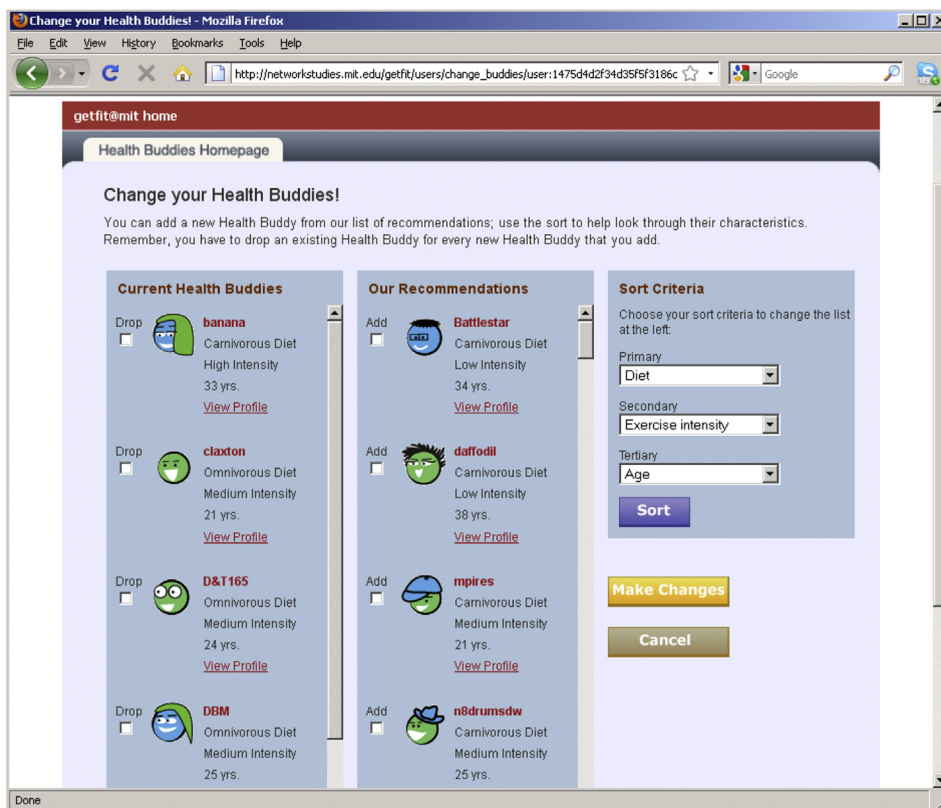 Change your Health Buddies! - Mozilla Firefox
File Edit View History Bookmarks Tools Help
http://networkstudies.mit.edu/getfit/users/change_buddies/user:1475d4d2f34d35f5f3186c
Google
getfit@mit home
Health Buddies Homepage
Change your Health Buddies!
You can add a new Health Buddy from our list of recommendations; use the sort to help look through their characteristics.
Remember, you have to drop an existing Health Buddy for every new Health Buddy that you add.
Current Health Buddies
Drop
banana
Carnivorous Diet
High Intensity
33 yrs.
View Profile
Drop
claxton
Omnivorous Diet
Medium Intensity
21 yrs.
View Profile
Drop
D&T165
Omnivorous Diet
Medium Intensity
24 yrs.
View Profile
Drop
DBM
Omnivorous Diet
Medium Intensity
25 yrs.
Our Recommendations
Add
Battlestar
Carnivorous Diet
Low Intensity
34 yrs.
View Profile
Add
daffodil
Carnivorous Diet
Low Intensity
38 yrs.
View Profile
Add
mpires
Carnivorous Diet
Medium Intensity
21 yrs.
View Profile
Add
n8drumsdw
Carnivorous Diet
Medium Intensity
25 yrs.
Sort Criteria
Choose your sort criteria to change the list
at the left:
Primary
Diet
Secondary
Exercise intensity
Tertiary
Age
Sort
Make Changes
Cancel
Done